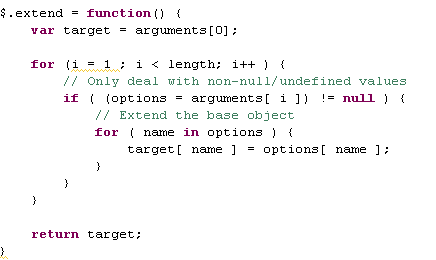 $.extend = function() {
    var target = arguments[0];

    for (i = 1 ; i < length; i++ ) {
        // Only deal with non-null/undefined values
        if ( (options = arguments[ i ]) != null ) {
            // Extend the base object
            for ( name in options ) {
                target[ name ] = options[ name ];
            }
        }
    }

    return target;
}